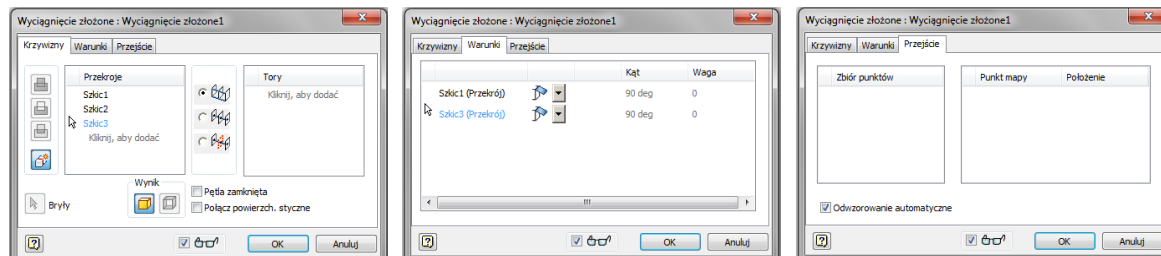 Wyciągnięcie złożone : Wyciągnięcie złożone1
Krzywizny Warunki Przejście
Przekroje
Szkic1
Szkic2
Szkic3
Kliknij, aby dodać
Tory
Kliknij, aby dodać
Bryły
Wynik
Pętla zamknięta
Połącz powierzch. styczne
OK Anuluj
Wyciągnięcie złożone : Wyciągnięcie złożone1
Krzywizny Warunki Przejście
Kąt Waga
Szkic1 (Przekrój) 90 deg 0
Szkic3 (Przekrój) 90 deg 0
OK Anuluj
Wyciągnięcie złożone : Wyciągnięcie złożone1
Krzywizny Warunki Przejście
Zbiór punktów
Punkt mapy Położenie
Odwzorowanie automatyczne
OK Anuluj